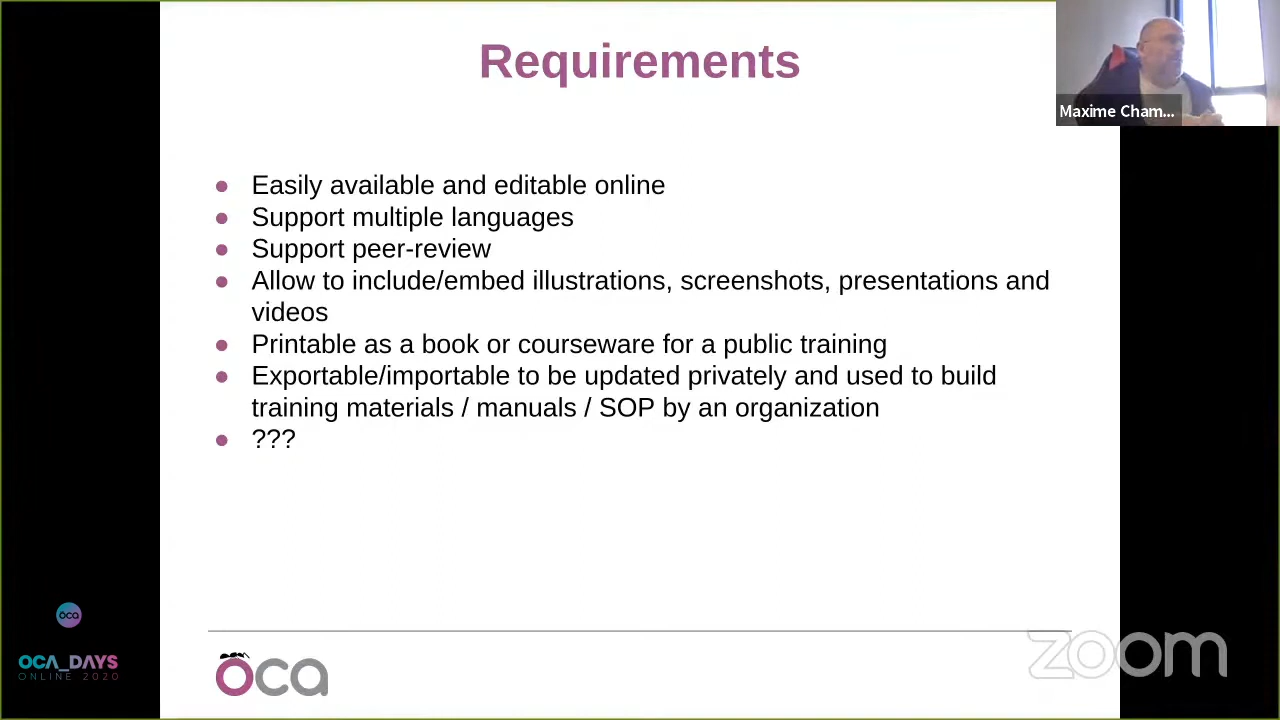 Requirements
Maxime Cham...
● Easily available and editable online
● Support multiple languages
● Support peer-review
● Allow to include/embed illustrations, screenshots, presentations and
videos
● Printable as a book or courseware for a public training
● Exportable/importable to be updated privately and used to build
training materials / manuals / SOP by an organization
● ???
oca
OCA_DAYS
ONLINE 2020
oca
zoom